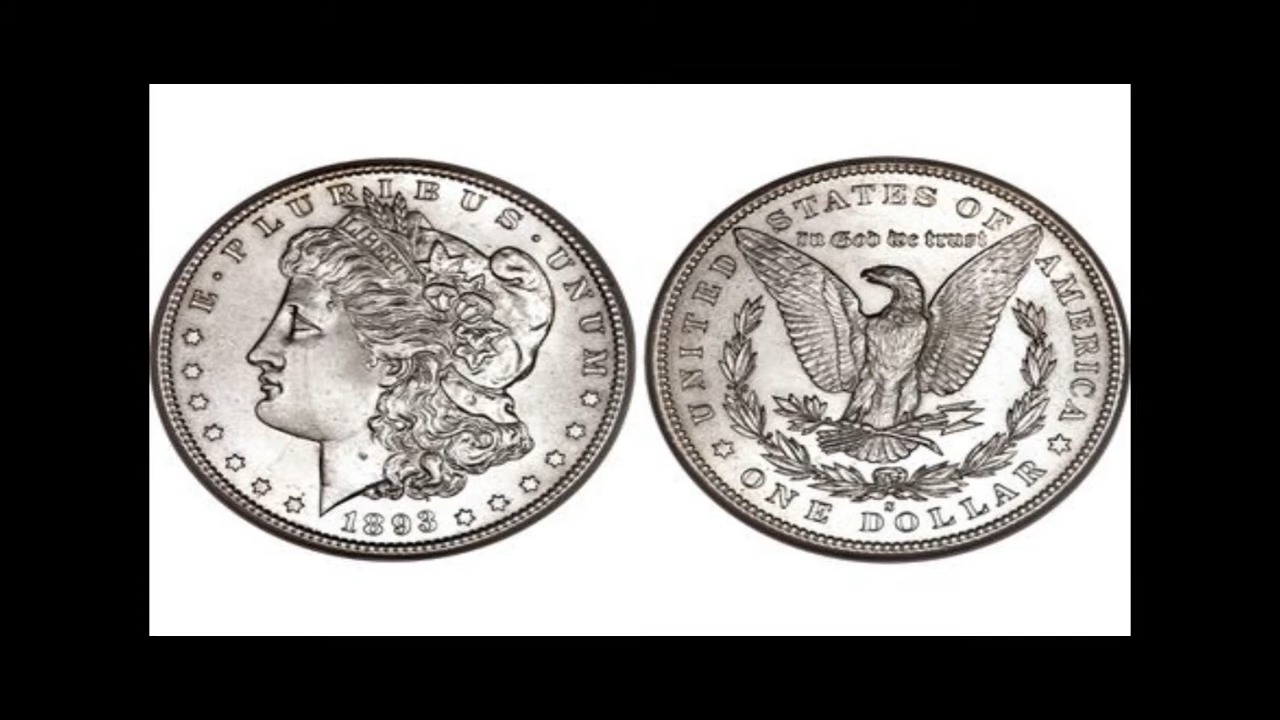 E·PLURIBUS·UNUM
LIBERTY
1893
UNITED STATES OF AMERICA
In God we trust
S
ONE DOLLAR